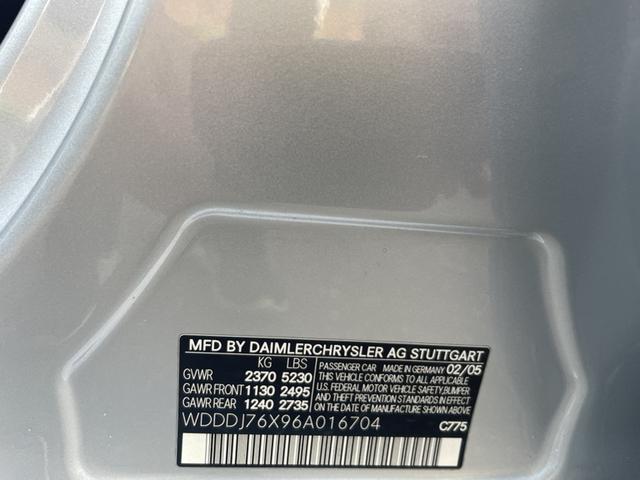 MFD BY DAIMLERCHRYSLER AG STUTTGART
KG LBS
GVWR 2370 5230
GAWR FRONT 1130 2495
GAWR REAR 1240 2735
PASSENGER CAR MADE IN GERMANY 02/05
THIS VEHICLE CONFORMS TO ALL APPLICABLE
U.S. FEDERAL MOTOR VEHICLE SAFETY,BUMPER
AND THEFT PREVENTION STANDARDS IN EFFECT
ON THE DATE OF MANUFACTURE SHOWN ABOVE
WDDDJ76X96A016704
C775